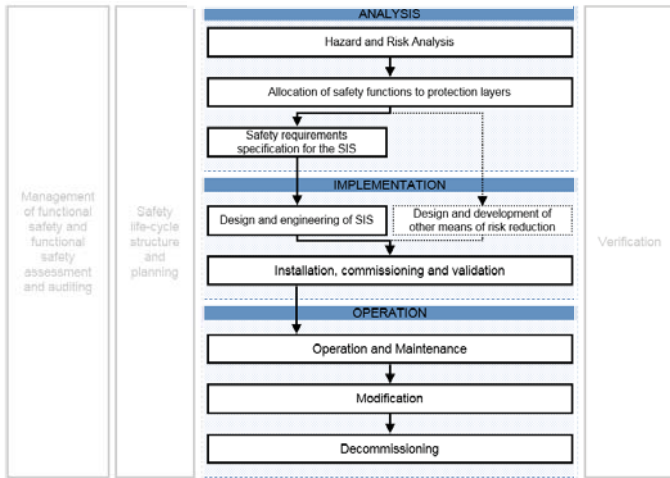 ANALYSIS
Hazard and Risk Analysis
Allocation of safety functions to protection layers
Safety requirements
specification for the SIS
IMPLEMENTATION
Design and engineering of SIS
Design and development of
other means of risk reduction
Installation, commissioning and validation
OPERATION
Operation and Maintenance
Modification
Decommissioning
Management
of functional
safety and
functional
safety
assessment
and auditing
Safety
life-cycle
structure
and
planning
Verification